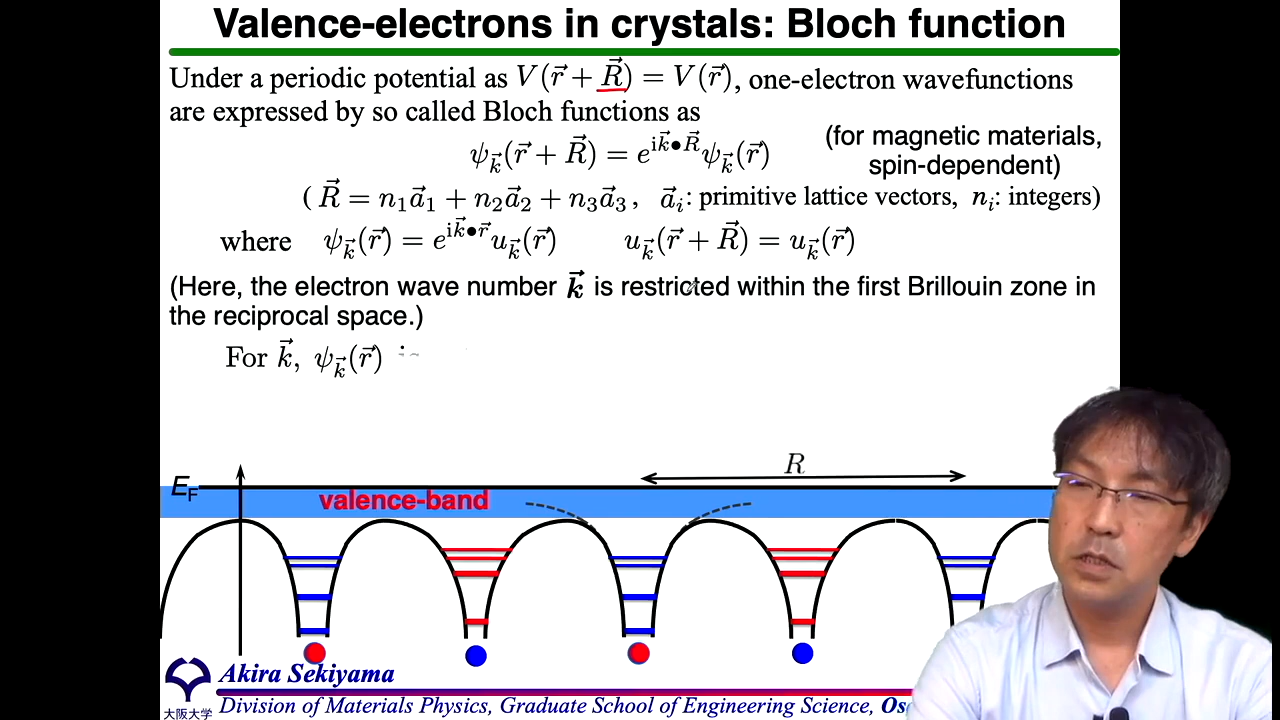 Valence-electrons in crystals: Bloch function
Under a periodic potential as V(r⃗ + R⃗) = V(r⃗), one-electron wavefunctions
are expressed by so called Bloch functions as
ψ_k⃗(r⃗ + R⃗) = e^{ik⃗•R⃗}ψ_k⃗(r⃗)
(for magnetic materials,
spin-dependent)
( R⃗ = n₁a⃗₁ + n₂a⃗₂ + n₃a⃗₃ , a⃗ᵢ: primitive lattice vectors, nᵢ: integers)
where ψ_k⃗(r⃗) = e^{ik⃗•r⃗}u_k⃗(r⃗) u_k⃗(r⃗ + R⃗) = u_k⃗(r⃗)
(Here, the electron wave number k⃗ is restricted within the first Brillouin zone in
the reciprocal space.)
For k⃗, ψ_k⃗(r⃗)
R
E_F
valence-band
Akira Sekiyama
大阪大学
Division of Materials Physics, Graduate School of Engineering Science,